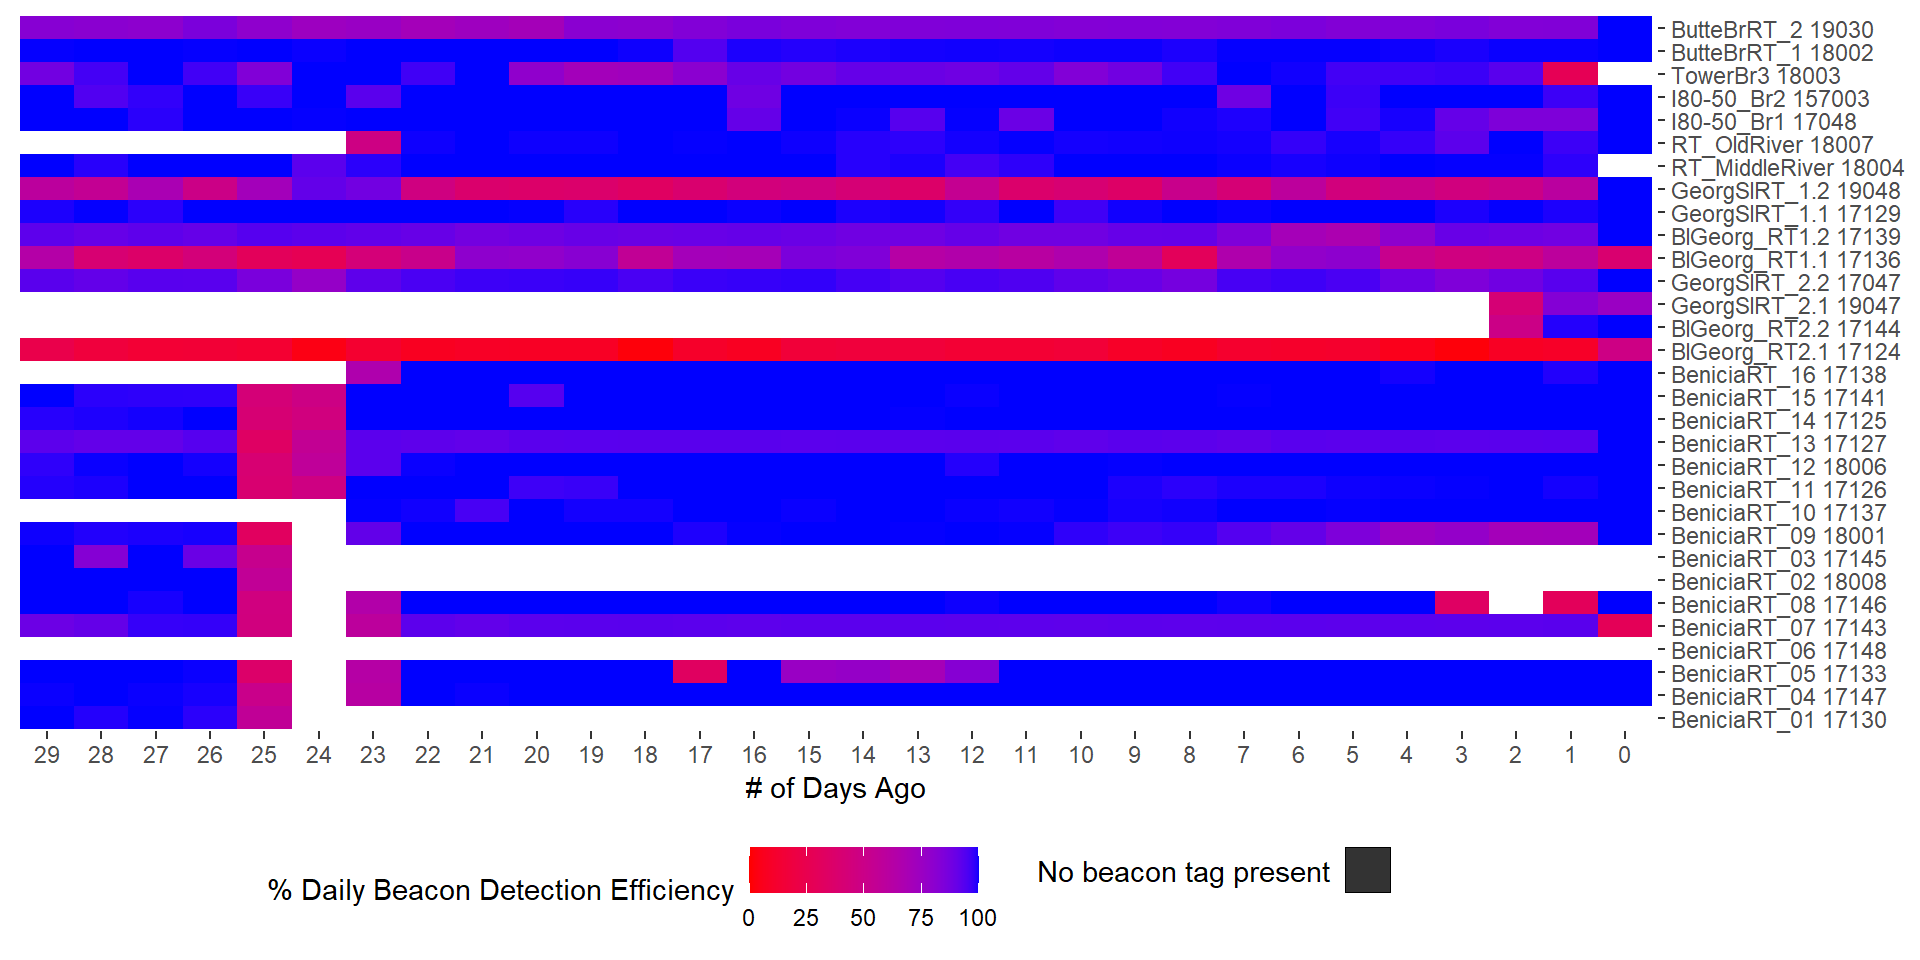 ButteBrRT_2 19030
ButteBrRT_1 18002
TowerBr3 18003
I80-50_Br2 157003
I80-50_Br1 17048
RT_OldRiver 18007
RT_MiddleRiver 18004
GeorgSlRT_1.2 19048
GeorgSlRT_1.1 17129
BlGeorg_RT1.2 17139
BlGeorg_RT1.1 17136
GeorgSlRT_2.2 17047
GeorgSlRT_2.1 19047
BlGeorg_RT2.2 17144
BlGeorg_RT2.1 17124
BeniciaRT_16 17138
BeniciaRT_15 17141
BeniciaRT_14 17125
BeniciaRT_13 17127
BeniciaRT_12 18006
BeniciaRT_11 17126
BeniciaRT_10 17137
BeniciaRT_09 18001
BeniciaRT_03 17145
BeniciaRT_02 18008
BeniciaRT_08 17146
BeniciaRT_07 17143
BeniciaRT_06 17148
BeniciaRT_05 17133
BeniciaRT_04 17147
BeniciaRT_01 17130
29 28 27 26 25 24 23 22 21 20 19 18 17 16 15 14 13 12 11 10 9 8 7 6 5 4 3 2 1 0
# of Days Ago
% Daily Beacon Detection Efficiency
0 25 50 75 100
No beacon tag present